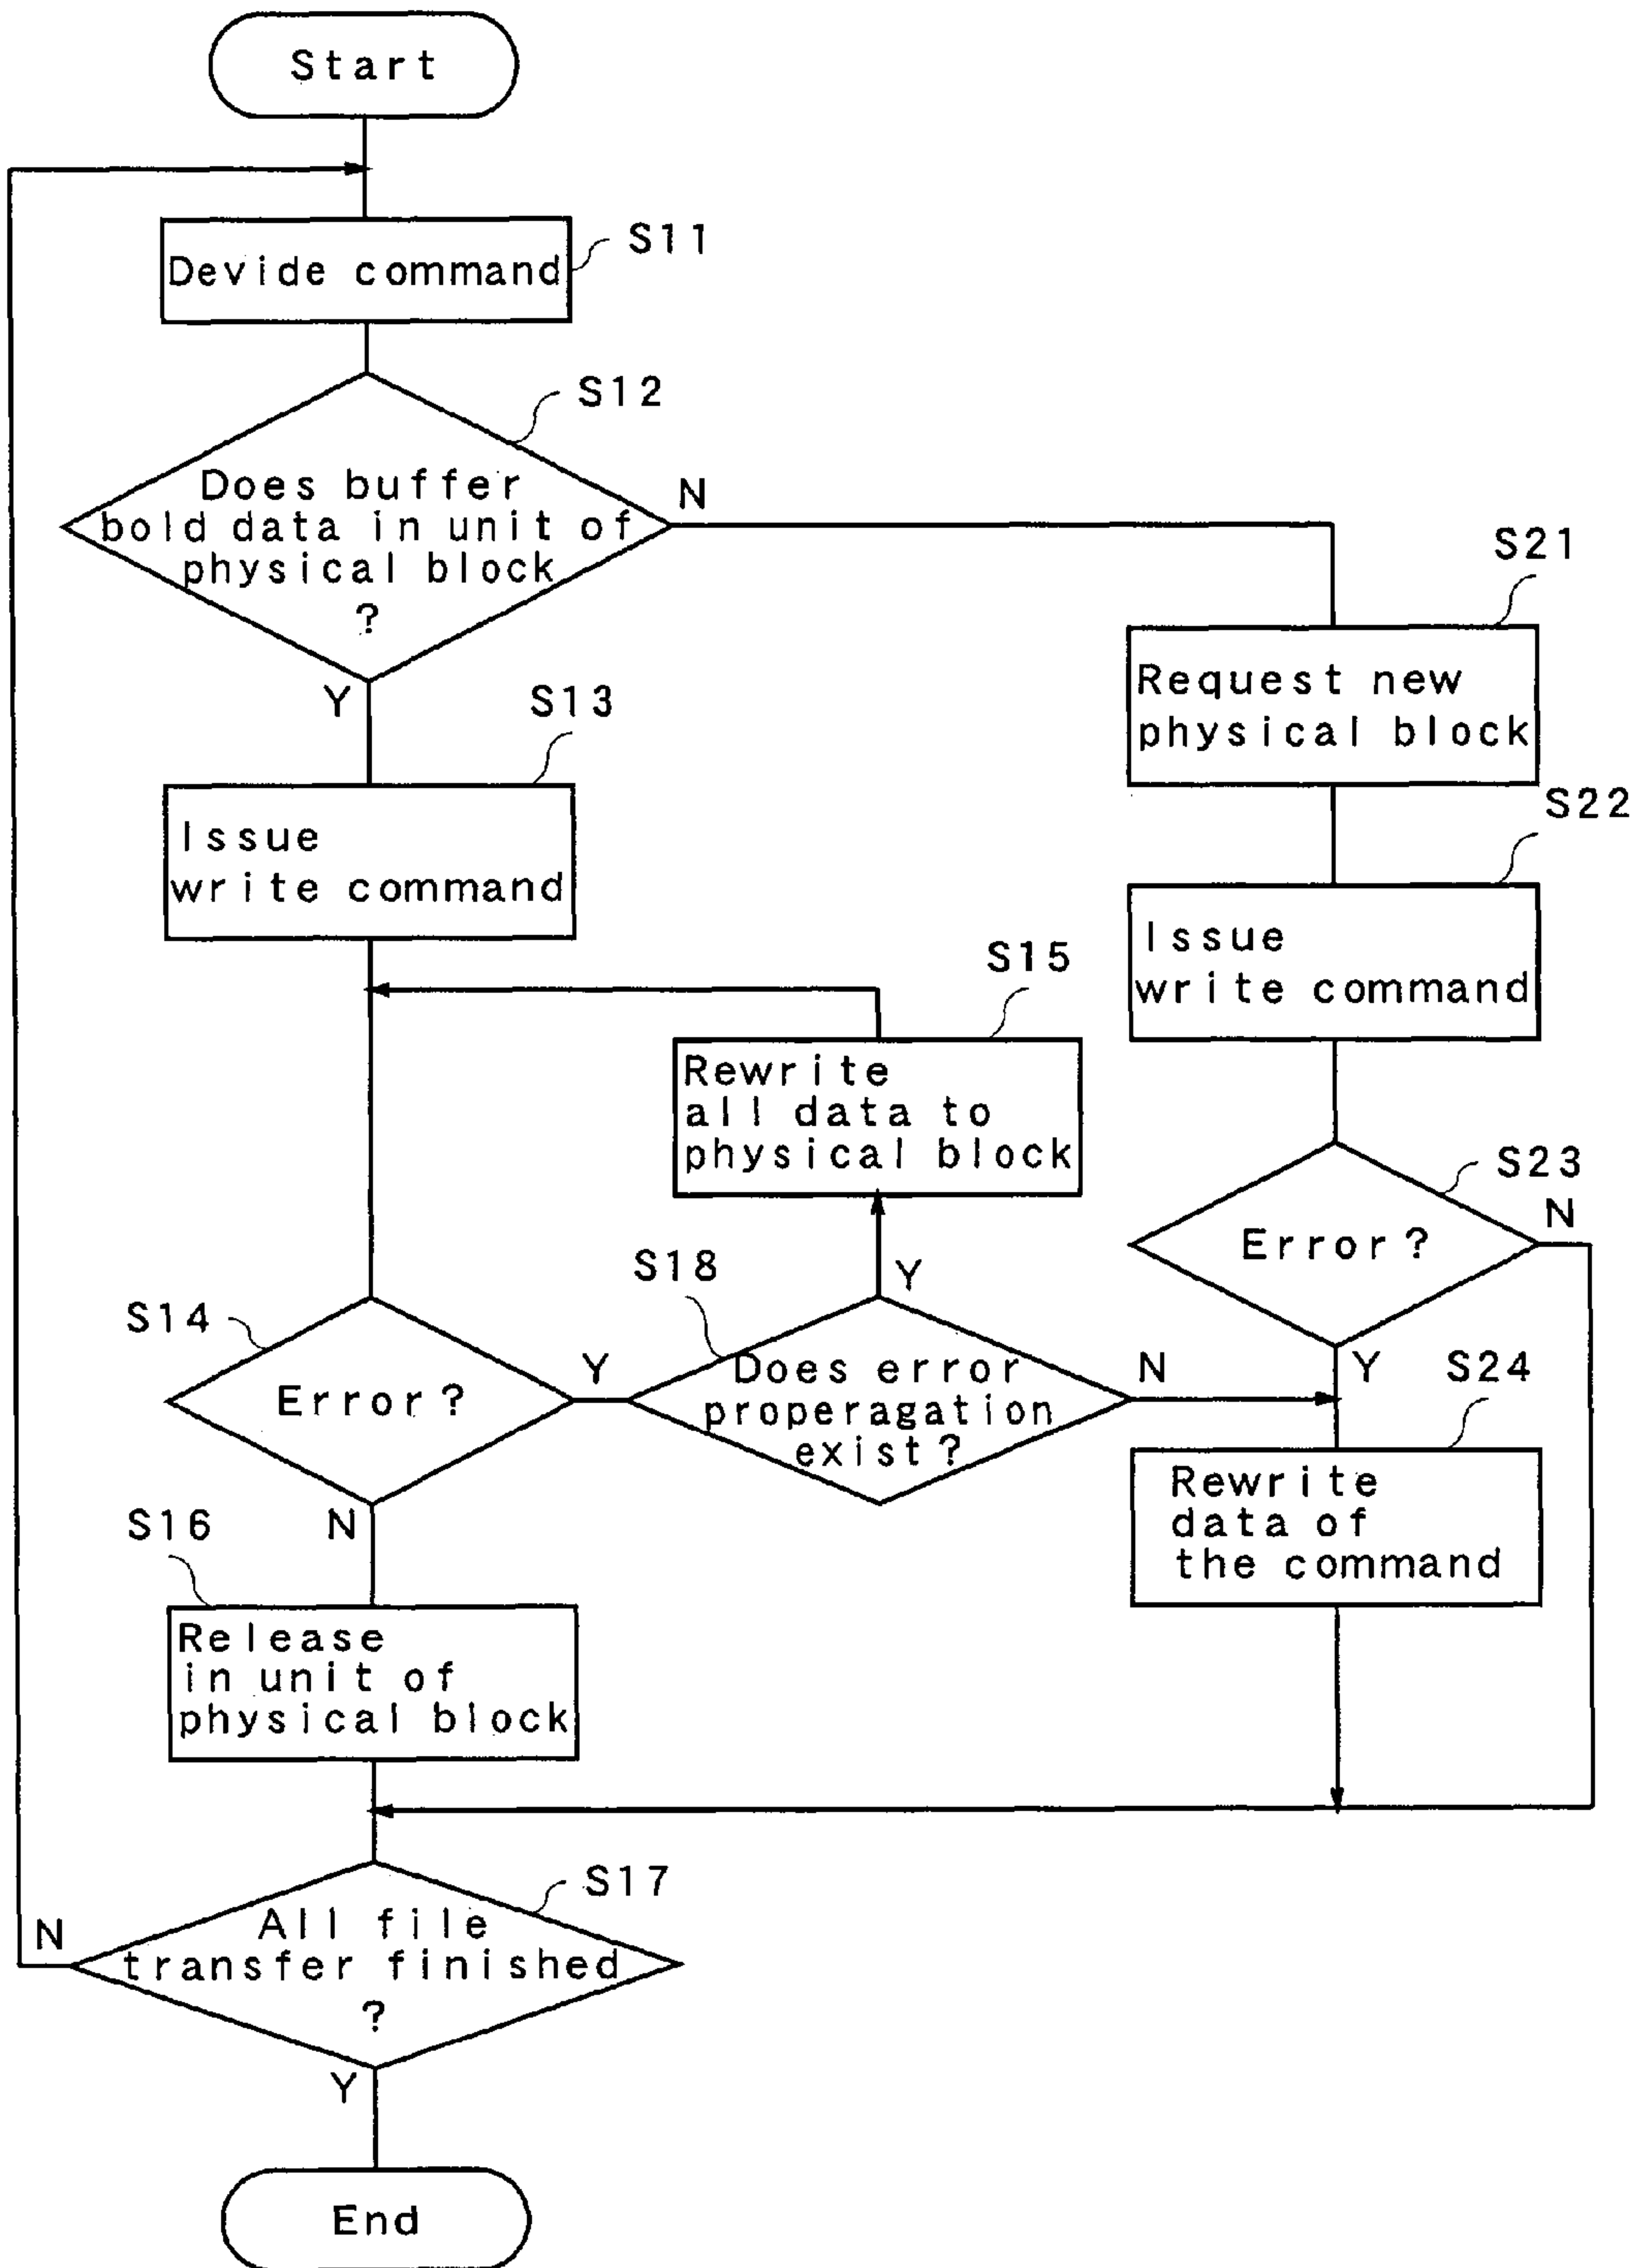 Start
S11
Devide command
S12
Does buffer
bold data in unit of
physical block
?
N
Y
S21
Request new
physical block
S13
Issue
write command
S22
Issue
write command
S15
Rewrite
all data to
physical block
S23
Error?
N
Y
S14
Error?
Y
N
S18
Does error
properagation
exist?
Y
N
S24
Rewrite
data of
the command
S16
Release
in unit of
physical block
S17
All file
transfer finished
?
N
Y
End